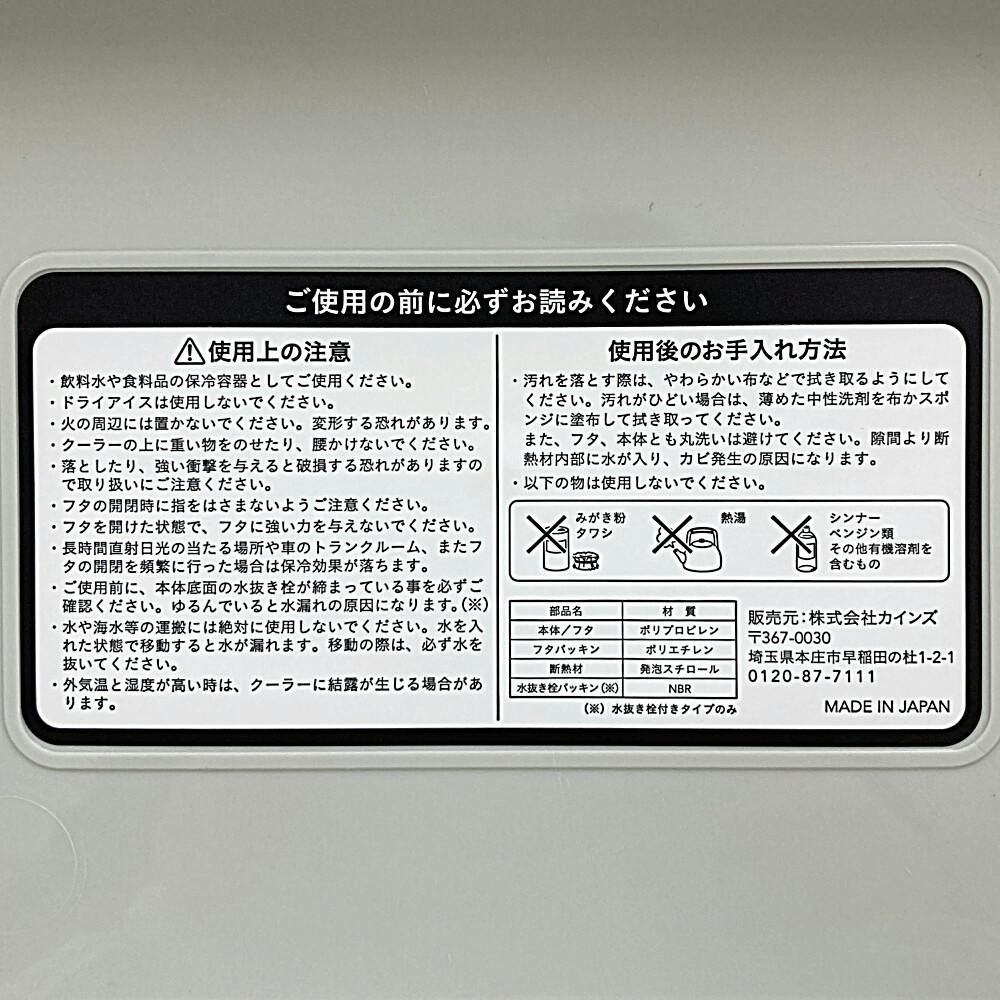 ご使用の前に必ずお読みください
⚠使用上の注意
・飲料水や食料品の保冷容器としてご使用ください。
・ドライアイスは使用しないでください。
・火の周辺には置かないでください。変形する恐れがあります。
・クーラーの上に重い物をのせたり、腰かけないでください。
・落としたり、強い衝撃を与えると破損する恐れがありますの
で取り扱いにご注意ください。
・フタの開閉時に指をはさまないようご注意ください。
・フタを開けた状態で、フタに強い力を与えないでください。
・長時間直射日光の当たる場所や車のトランクルーム、またフ
タの開閉を頻繁に行った場合は保冷効果が落ちます。
・ご使用前に、本体底面の水抜き栓が締まっている事を必ずご
確認ください。ゆるんでいると水漏れの原因になります。(※)
・水や海水等の運搬には絶対に使用しないでください。水を入
れた状態で移動すると水が漏れます。移動の際は、必ず水を
抜いてください。
・外気温と湿度が高い時は、クーラーに結露が生じる場合があ
ります。
使用後のお手入れ方法
・汚れを落とす際は、やわらかい布などで拭き取るようにして
ください。汚れがひどい場合は、薄めた中性洗剤を布かスポ
ンジに塗布して拭き取ってください。
また、フタ、本体とも丸洗いは避けてください。隙間より断
熱材内部に水が入り、カビ発生の原因になります。
・以下の物は使用しないでください。
みがき粉
タワシ
熱湯
シンナー
ベンジン類
その他有機溶剤を
含むもの
部品名 材 質
本体/フタ ポリプロピレン
フタパッキン ポリエチレン
断熱材 発泡スチロール
水抜き栓パッキン(※) NBR
(※) 水抜き栓付きタイプのみ
販売元:株式会社カインズ
〒367-0030
埼玉県本庄市早稲田の杜1-2-1
0120-87-7111
MADE IN JAPAN